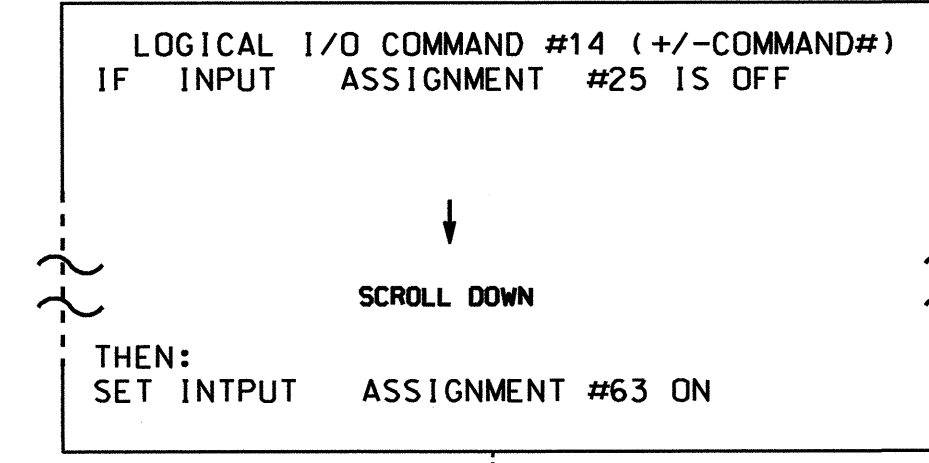 LOGICAL I/O COMMAND #14 (+/-COMMAND#)
IF INPUT ASSIGNMENT #25 IS OFF
SCROLL DOWN
THEN:
SET INTPUT ASSIGNMENT #63 ON